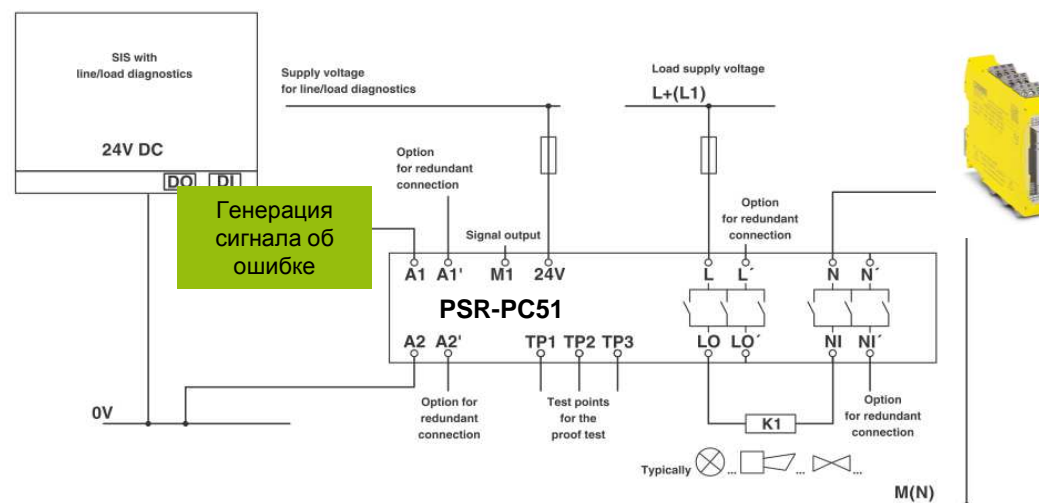 SIS with
line/load diagnostics
24V DC
DO DI
Supply voltage
for line/load diagnostics
Load supply voltage
L+(L1)
Option
for redundant
connection
Генерация
сигнала об
ошибке
Signal output
Option
for redundant
connection
A1 A1' M1 24V L L´ N N´
PSR-PC51
A2 A2' TP1 TP2 TP3 LO LO´ NI NI´
0V
Option for
redundant
connection
Test points
for the
proof test
K1
Option
for redundant
connection
Typically ... ... ...
M(N)